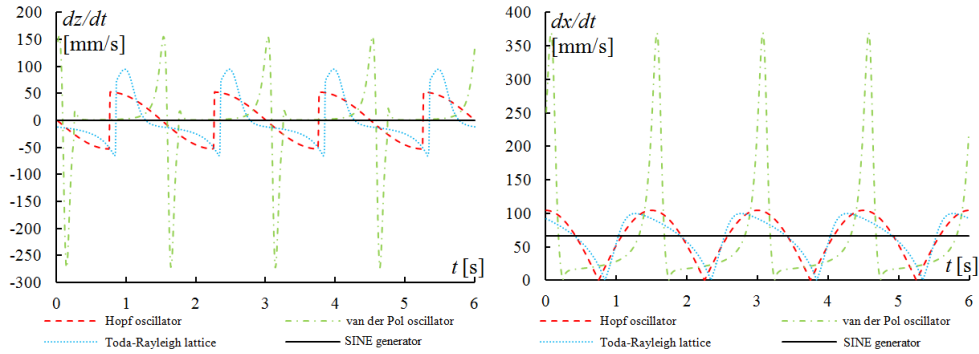 dz/dt
[mm/s]
200
150
100
50
0
-50
-100
-150
-200
-250
-300
0 1 2 3 4 5 6
t [s]
Hopf oscillator
van der Pol oscillator
Toda-Rayleigh lattice
SINE generator
dx/dt
[mm/s]
400
350
300
250
200
150
100
50
0
0 1 2 3 4 5 6
t [s]
Hopf oscillator
van der Pol oscillator
Toda-Rayleigh lattice
SINE generator